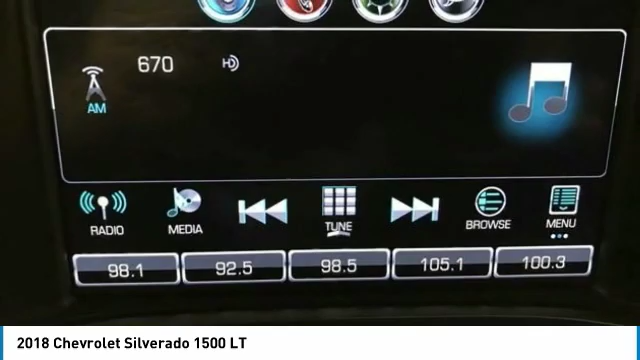 670
AM
RADIO
MEDIA
TUNE
BROWSE
MENU
98.1
92.5
98.5
105.1
100.3
2018 Chevrolet Silverado 1500 LT